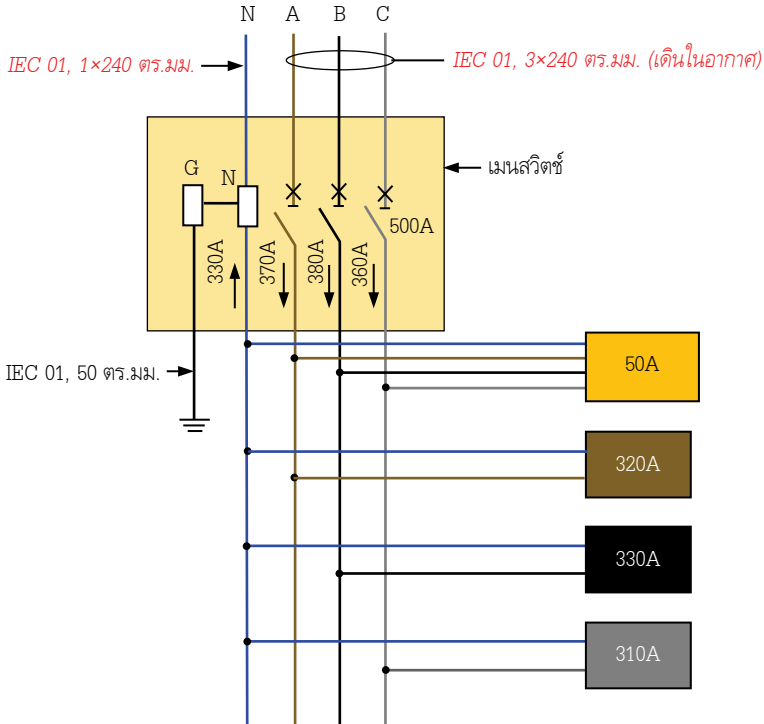 N A B C
IEC 01, 1×240 ตร.มม.
IEC 01, 3×240 ตร.มม. (เดินในอากาศ)
เมนสวิตช์
G
N
500A
330A
370A
380A
360A
IEC 01, 50 ตร.มม.
50A
320A
330A
310A